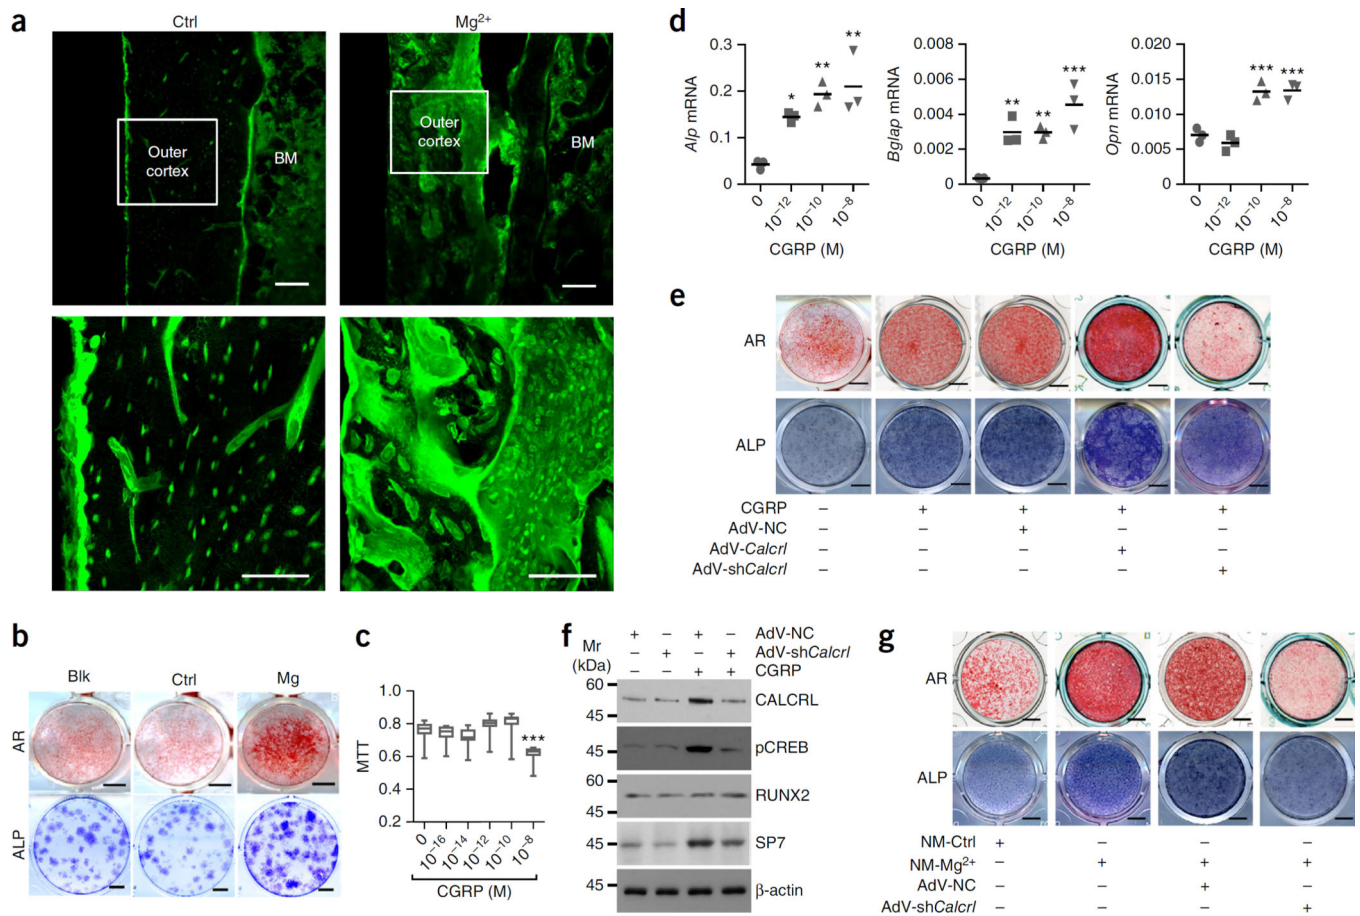 a
Ctrl
Mg2+
Outer
cortex
BM
Outer
cortex
BM
b
Blk
Ctrl
Mg
AR
ALP
c
MTT
1.0
0.8
0.6
0.4
0.2
***
0
10−16
10−14
10−12
10−10
10−8
CGRP (M)
d
Alp mRNA
0.3
0.2
0.1
0
*
**
**
0
10−12
10−10
10−8
CGRP (M)
Bglap mRNA
0.008
0.006
0.004
0.002
0
**
**
***
0
10−12
10−10
10−8
CGRP (M)
Opn mRNA
0.020
0.015
0.010
0.005
0
***
***
0
10−12
10−10
10−8
CGRP (M)
e
AR
ALP
CGRP − + + + +
AdV-NC − − + − −
AdV-Calcrl − − − + −
AdV-shCalcrl − − − − +
f
Mr
(kDa)
+ − + − AdV-NC
− + − + AdV-shCalcrl
− − + + CGRP
60
45
CALCRL
45
pCREB
60
45
RUNX2
60
45
SP7
45
β-actin
g
AR
ALP
NM-Ctrl + − − −
NM-Mg2+ − + + +
AdV-NC − − + −
AdV-shCalcrl − − − +